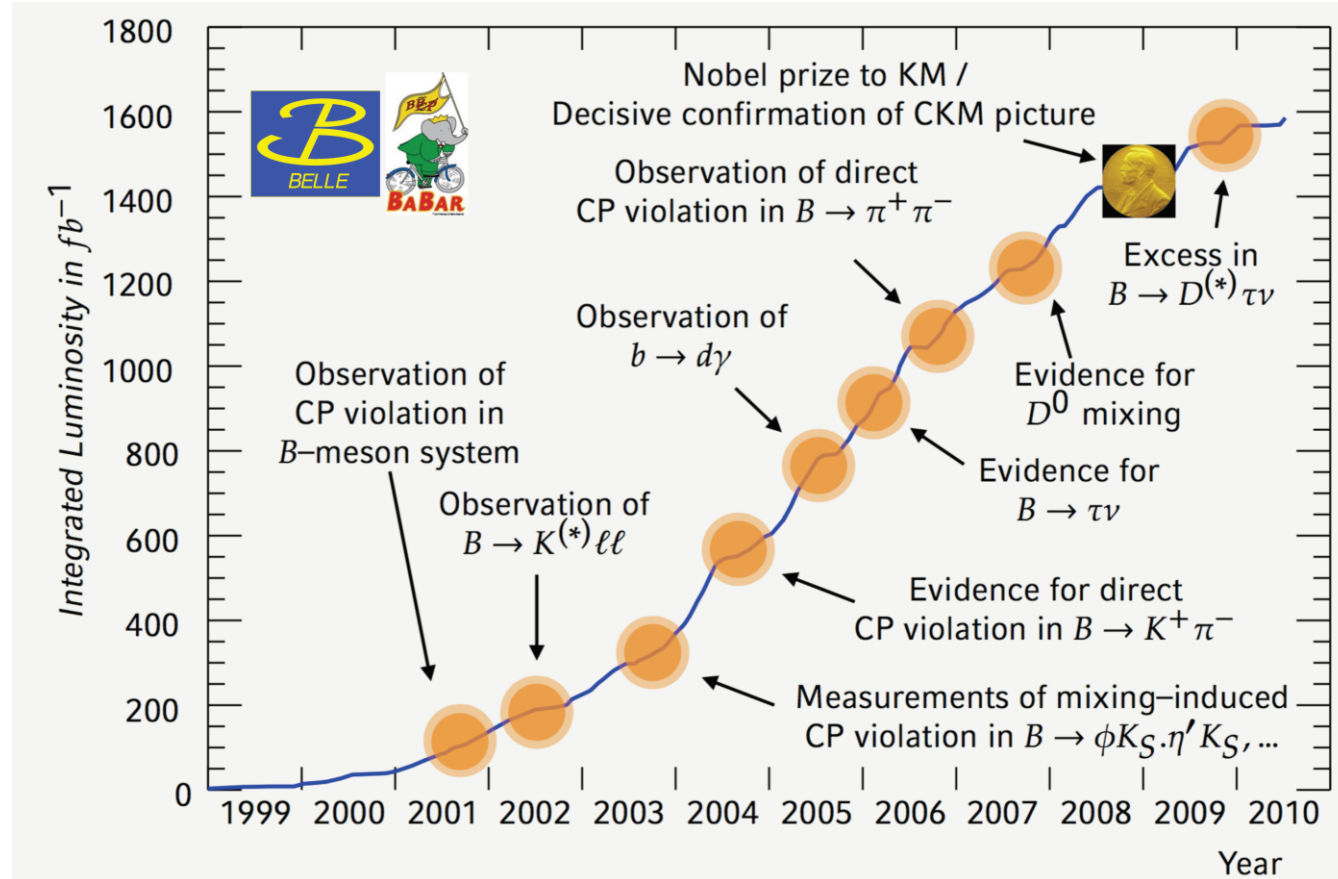 1800
1600
1400
1200
1000
800
600
400
200
0
Integrated Luminosity in fb⁻¹
BELLE
BABAR
Nobel prize to KM /
Decisive confirmation of CKM picture
Observation of direct
CP violation in B → π⁺π⁻
Excess in
B → D⁽*⁾τν
Observation of
b → dγ
Evidence for
D⁰ mixing
Observation of
CP violation in
B–meson system
Evidence for
B → τν
Observation of
B → K⁽*⁾ℓℓ
Evidence for direct
CP violation in B → K⁺π⁻
Measurements of mixing–induced
CP violation in B → ϕK_S.η′K_S, ...
1999 2000 2001 2002 2003 2004 2005 2006 2007 2008 2009 2010
Year